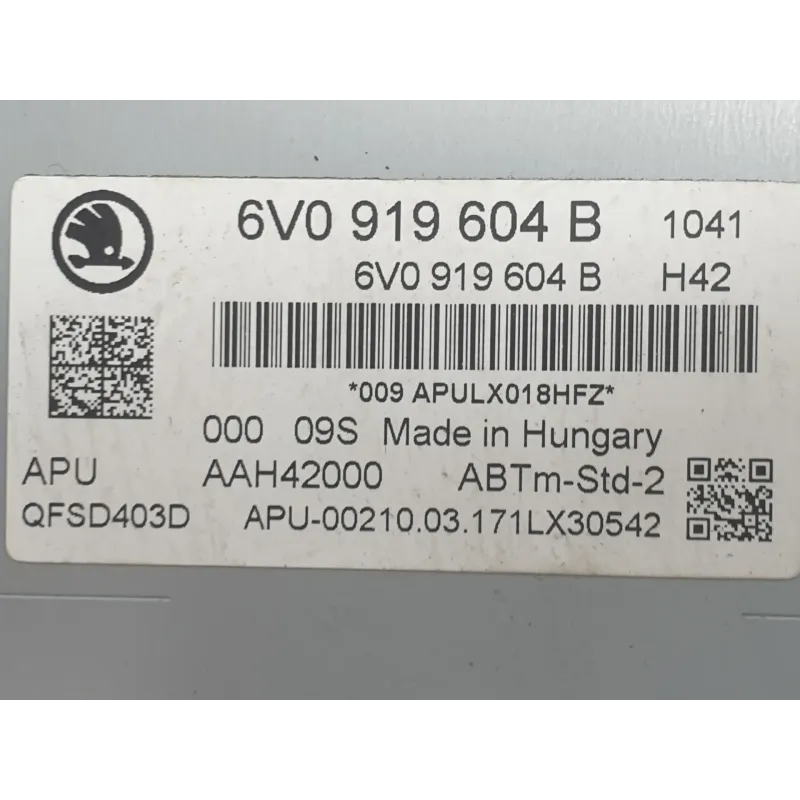 6V0 919 604 B 1041
6V0 919 604 B H42
*009 APULX018HFZ*
000 09S Made in Hungary
APU AAH42000 ABTm-Std-2
QFSD403D APU-00210.03.171LX30542